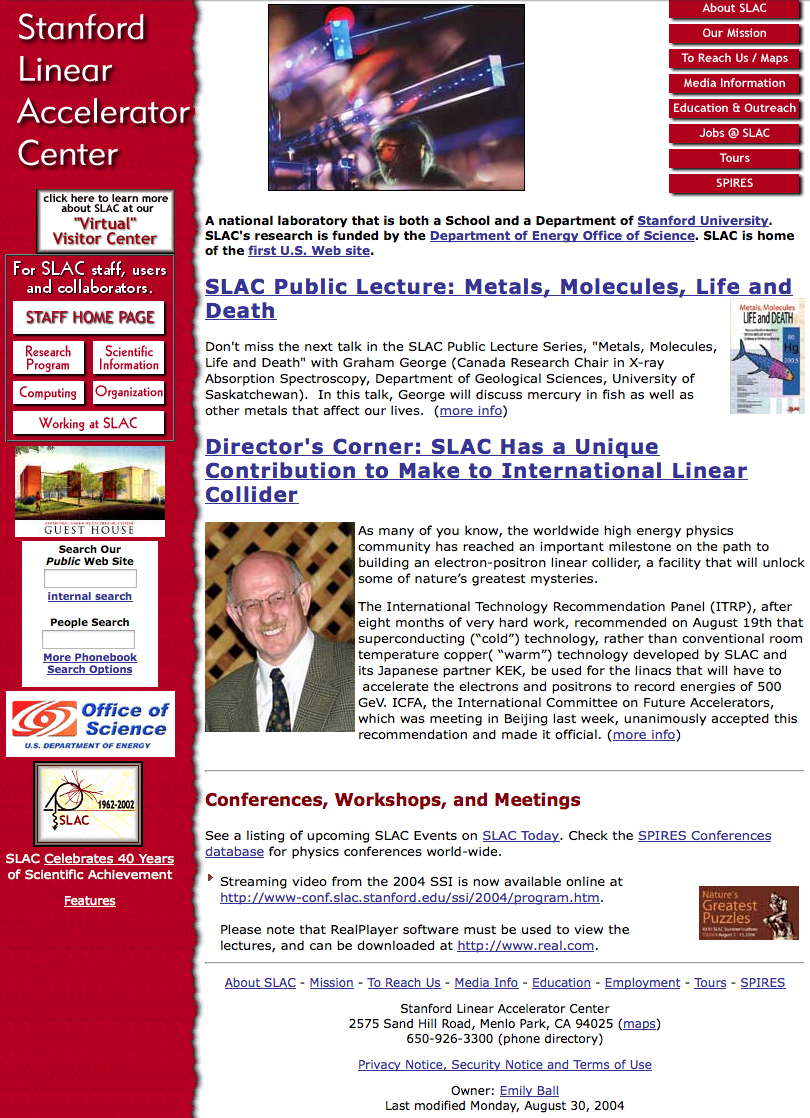 Stanford
Linear
Accelerator
Center
click here to learn more
about SLAC at our
"Virtual"
Visitor Center
For SLAC staff, users
and collaborators.
STAFF HOME PAGE
Research
Program
Scientific
Information
Computing
Organization
Working at SLAC
STANFORD LINEAR ACCELERATOR CENTER
GUEST HOUSE
Search Our
Public Web Site
internal search
People Search
More Phonebook
Search Options
Office of
Science
U.S. DEPARTMENT OF ENERGY
1962-2002
SLAC
SLAC Celebrates 40 Years
of Scientific Achievement
Features
About SLAC
Our Mission
To Reach Us / Maps
Media Information
Education & Outreach
Jobs @ SLAC
Tours
SPIRES
A national laboratory that is both a School and a Department of Stanford University.
SLAC's research is funded by the Department of Energy Office of Science. SLAC is home
of the first U.S. Web site.
SLAC Public Lecture: Metals, Molecules, Life and
Death
Metals, Molecules
LIFE and DEATH
80
Hg
200.5
Don't miss the next talk in the SLAC Public Lecture Series, "Metals, Molecules,
Life and Death" with Graham George (Canada Research Chair in X-ray
Absorption Spectroscopy, Department of Geological Sciences, University of
Saskatchewan).  In this talk, George will discuss mercury in fish as well as
other metals that affect our lives.  (more info)
Director's Corner: SLAC Has a Unique
Contribution to Make to International Linear
Collider
As many of you know, the worldwide high energy physics
community has reached an important milestone on the path to
building an electron-positron linear collider, a facility that will unlock
some of nature’s greatest mysteries.
The International Technology Recommendation Panel (ITRP), after
eight months of very hard work, recommended on August 19th that
superconducting (“cold”) technology, rather than conventional room
temperature copper( “warm”) technology developed by SLAC and
its Japanese partner KEK, be used for the linacs that will have to
accelerate the electrons and positrons to record energies of 500
GeV. ICFA, the International Committee on Future Accelerators,
which was meeting in Beijing last week, unanimously accepted this
recommendation and made it official. (more info)
Conferences, Workshops, and Meetings
See a listing of upcoming SLAC Events on SLAC Today. Check the SPIRES Conferences
database for physics conferences world-wide.
Streaming video from the 2004 SSI is now available online at
http://www-conf.slac.stanford.edu/ssi/2004/program.htm.
Please note that RealPlayer software must be used to view the
lectures, and can be downloaded at http://www.real.com.
Nature's
Greatest
Puzzles
About SLAC - Mission - To Reach Us - Media Info - Education - Employment - Tours - SPIRES
Stanford Linear Accelerator Center
2575 Sand Hill Road, Menlo Park, CA 94025 (maps)
650-926-3300 (phone directory)
Privacy Notice, Security Notice and Terms of Use
Owner: Emily Ball
Last modified Monday, August 30, 2004